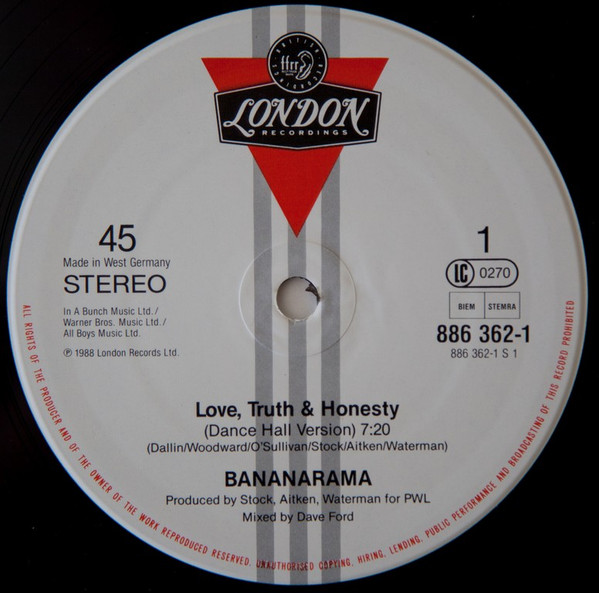 BRITISH
ffrr
RECORDINGS
LONDON
RECORDINGS
45
Made in West Germany
STEREO
In A Bunch Music Ltd./
Warner Bros. Music Ltd./
All Boys Music Ltd.
℗ 1988 London Records Ltd.
1
LC 0270
BIEM STEMRA
886 362-1
886 362-1 S 1
Love, Truth & Honesty
(Dance Hall Version) 7:20
(Dallin/Woodward/O'Sullivan/Stock/Aitken/Waterman)
BANANARAMA
Produced by Stock, Aitken, Waterman for PWL
Mixed by Dave Ford
ALL RIGHTS OF THE PRODUCER AND OF THE OWNER OF THE WORK REPRODUCED RESERVED. UNAUTHORISED COPYING, HIRING, LENDING, PUBLIC PERFORMANCE AND BROADCASTING OF THIS RECORD PROHIBITED